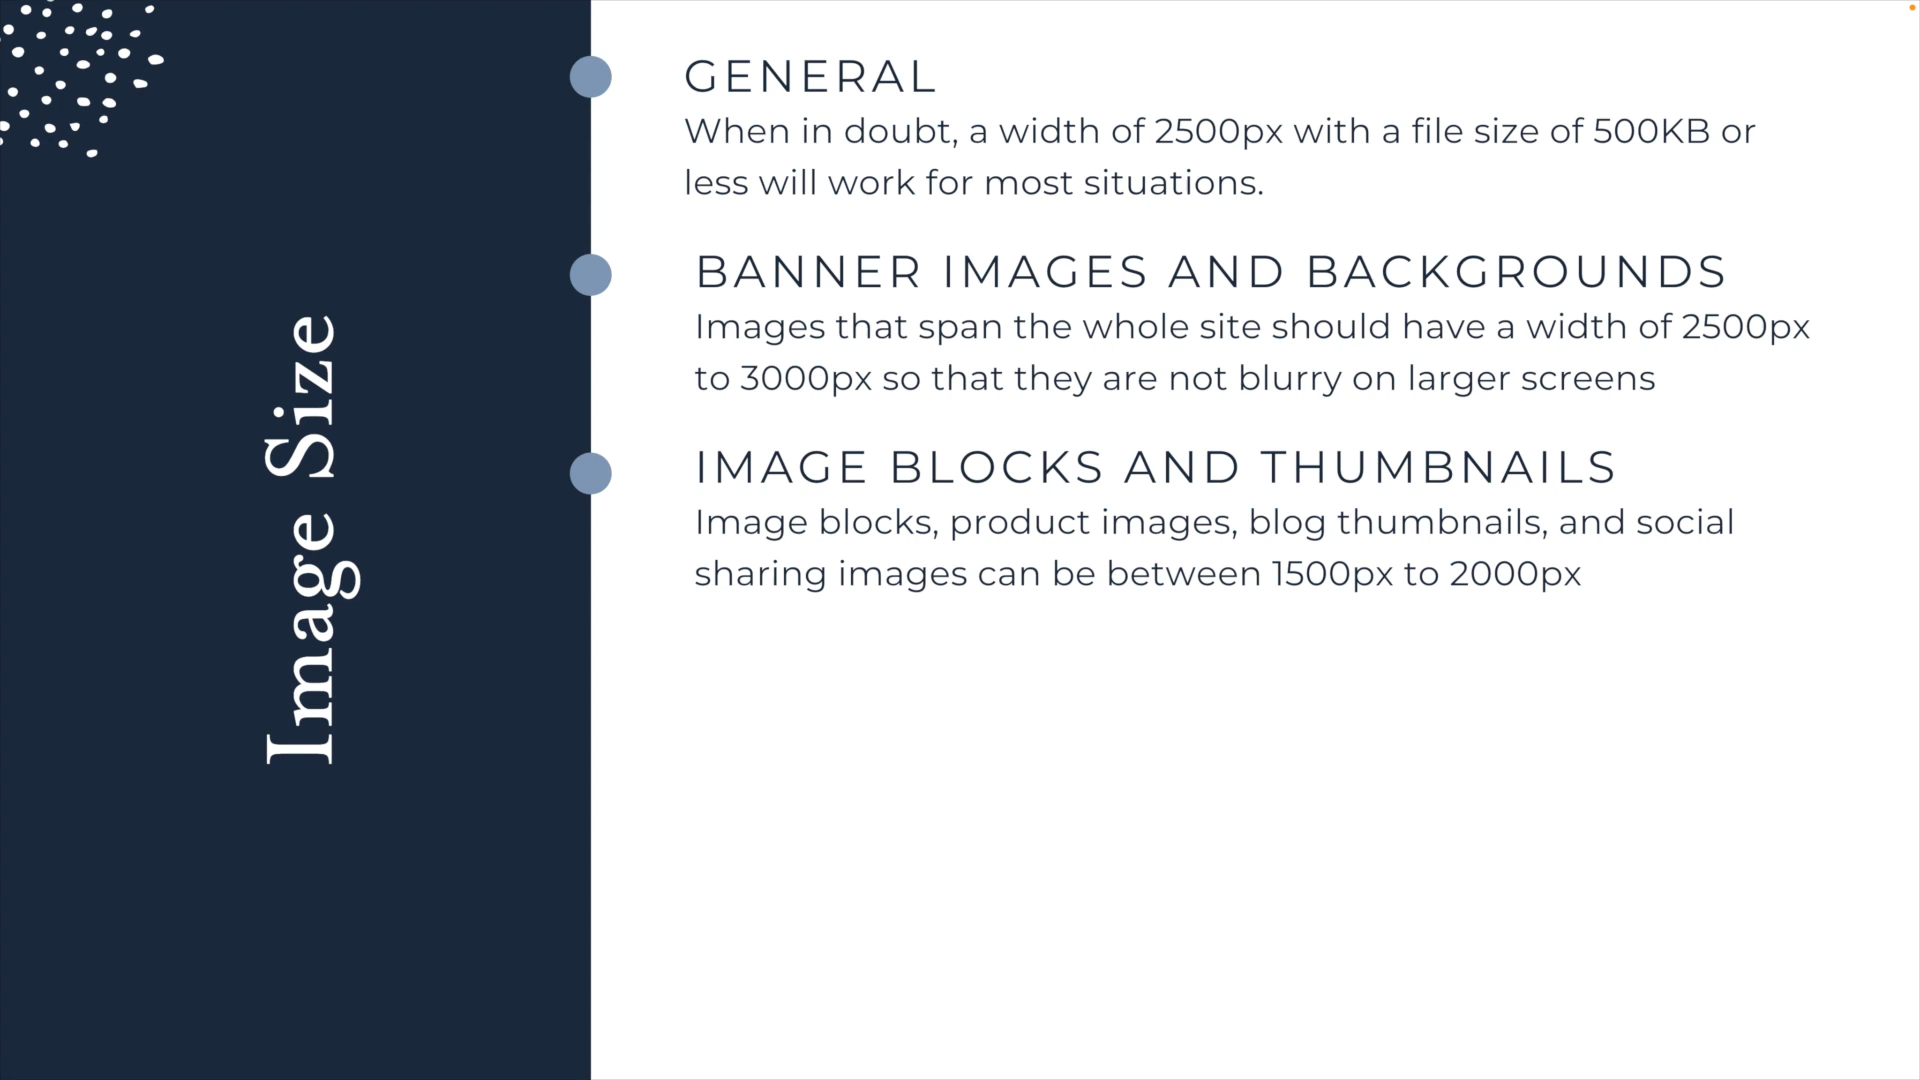 Image Size
GENERAL
When in doubt, a width of 2500px with a file size of 500KB or
less will work for most situations.
BANNER IMAGES AND BACKGROUNDS
Images that span the whole site should have a width of 2500px
to 3000px so that they are not blurry on larger screens
IMAGE BLOCKS AND THUMBNAILS
Image blocks, product images, blog thumbnails, and social
sharing images can be between 1500px to 2000px